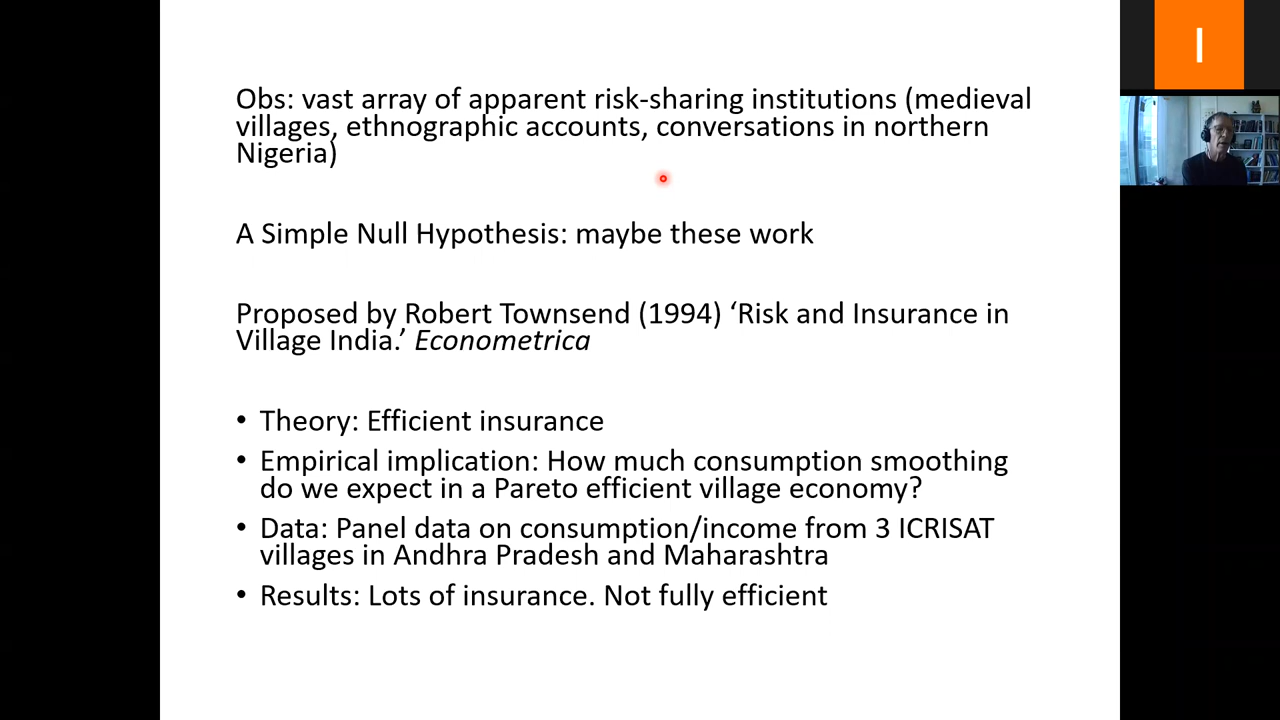 Obs: vast array of apparent risk-sharing institutions (medieval
villages, ethnographic accounts, conversations in northern
Nigeria)
A Simple Null Hypothesis: maybe these work
Proposed by Robert Townsend (1994) ‘Risk and Insurance in
Village India.’ Econometrica
• Theory: Efficient insurance
• Empirical implication: How much consumption smoothing
do we expect in a Pareto efficient village economy?
• Data: Panel data on consumption/income from 3 ICRISAT
villages in Andhra Pradesh and Maharashtra
• Results: Lots of insurance. Not fully efficient
I